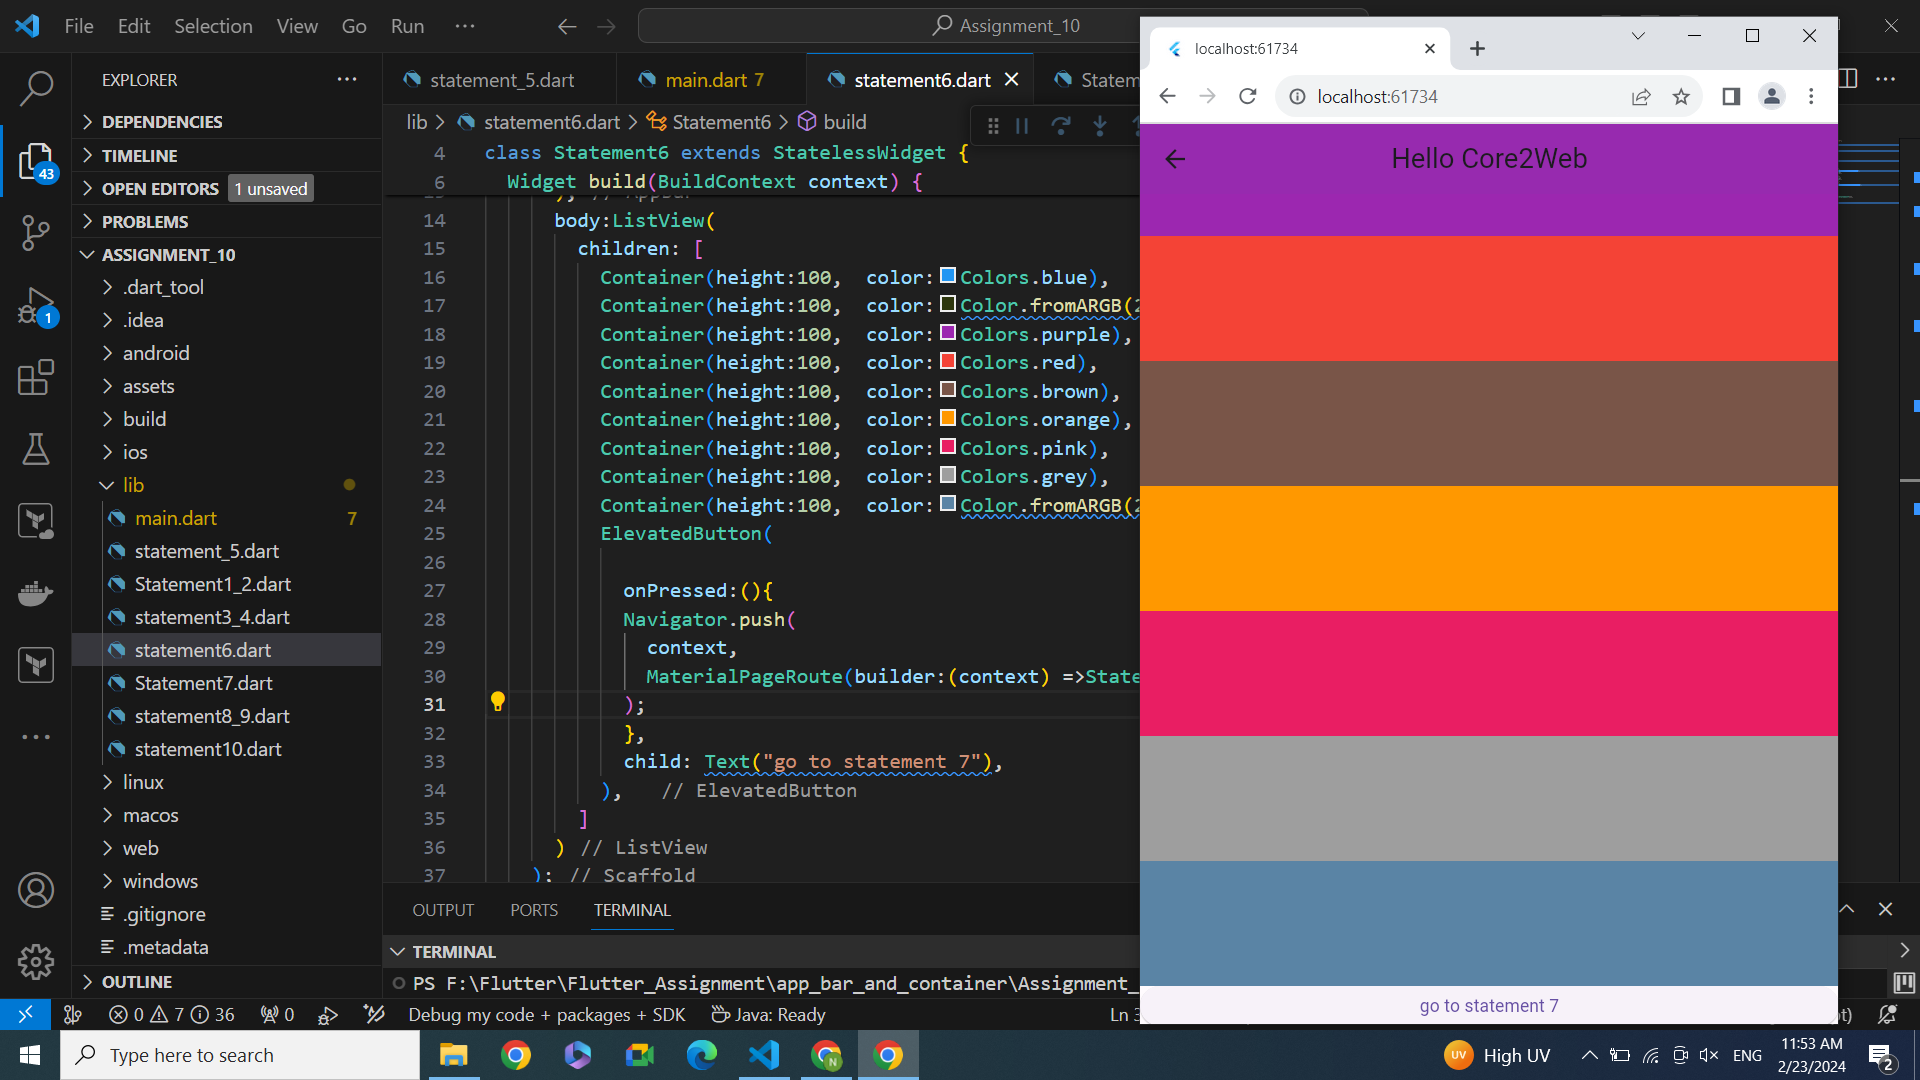 File Edit Selection View Go Run ···
Assignment_10
EXPLORER
DEPENDENCIES
TIMELINE
OPEN EDITORS 1 unsaved
PROBLEMS
ASSIGNMENT_10
.dart_tool
.idea
android
assets
build
ios
lib
main.dart 7
statement_5.dart
Statement1_2.dart
statement3_4.dart
statement6.dart
Statement7.dart
statement8_9.dart
statement10.dart
linux
macos
web
windows
.gitignore
.metadata
OUTLINE
43
1
statement_5.dart main.dart 7 statement6.dart Statem
lib > statement6.dart > Statement6 > build
4 class Statement6 extends StatelessWidget {
6 Widget build(BuildContext context) {
14 body:ListView(
15 children: [
16 Container(height:100, color: Colors.blue),
17 Container(height:100, color: Color.fromARGB(2
18 Container(height:100, color: Colors.purple),
19 Container(height:100, color: Colors.red),
20 Container(height:100, color: Colors.brown),
21 Container(height:100, color: Colors.orange),
22 Container(height:100, color: Colors.pink),
23 Container(height:100, color: Colors.grey),
24 Container(height:100, color: Color.fromARGB(2
25 ElevatedButton(
26
27 onPressed:(){
28 Navigator.push(
29 context,
30 MaterialPageRoute(builder:(context) =>State
31 );
32 },
33 child: Text("go to statement 7"),
34 ), // ElevatedButton
35 ]
36 ) // ListView
37 ); // Scaffold
OUTPUT PORTS TERMINAL
TERMINAL
PS F:\Flutter\Flutter_Assignment\app_bar_and_container\Assignment_
0 7 36 0 Debug my code + packages + SDK Java: Ready Ln 3
localhost:61734
localhost:61734
Hello Core2Web
go to statement 7
Type here to search
N
UV High UV ENG 11:53 AM
2/23/2024 2